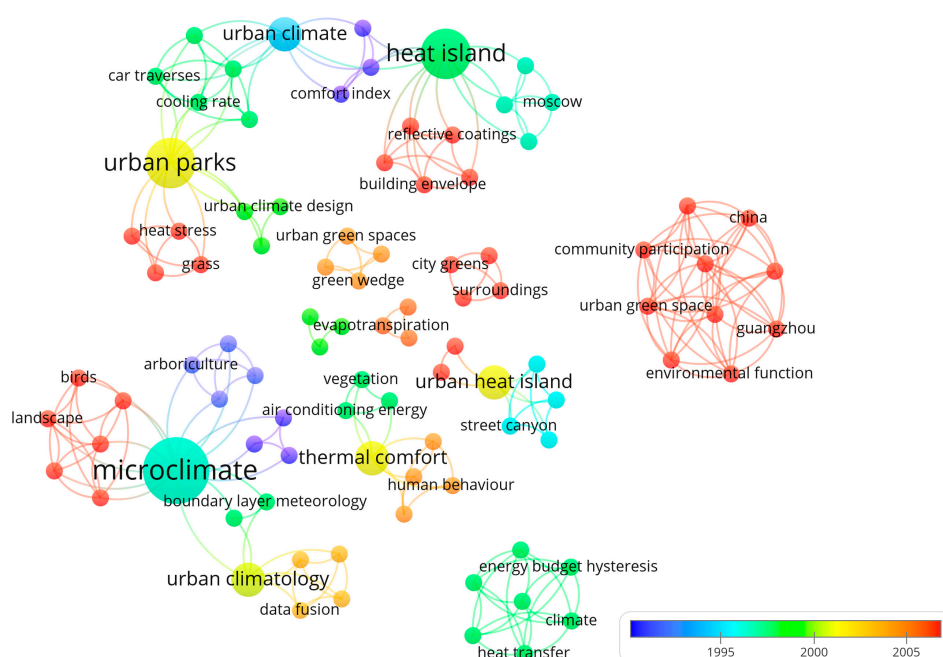 urban climate
heat island
car traverses
cooling rate
comfort index
moscow
reflective coatings
urban parks
building envelope
urban climate design
heat stress
urban green spaces
grass
city greens
green wedge
surroundings
china
community participation
urban green space
guangzhou
environmental function
evapotranspiration
arboriculture
birds
vegetation
urban heat island
landscape
air conditioning energy
street canyon
microclimate
thermal comfort
human behaviour
boundary layer meteorology
urban climatology
data fusion
energy budget hysteresis
climate
heat transfer
1995
2000
2005